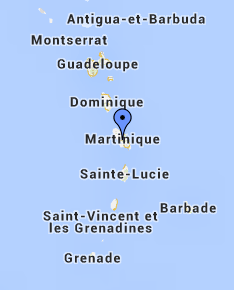 Antigua-et-Barbuda
Montserrat
Guadeloupe
Dominique
Martinique
Sainte-Lucie
Barbade
Saint-Vincent et
les Grenadines
Grenade